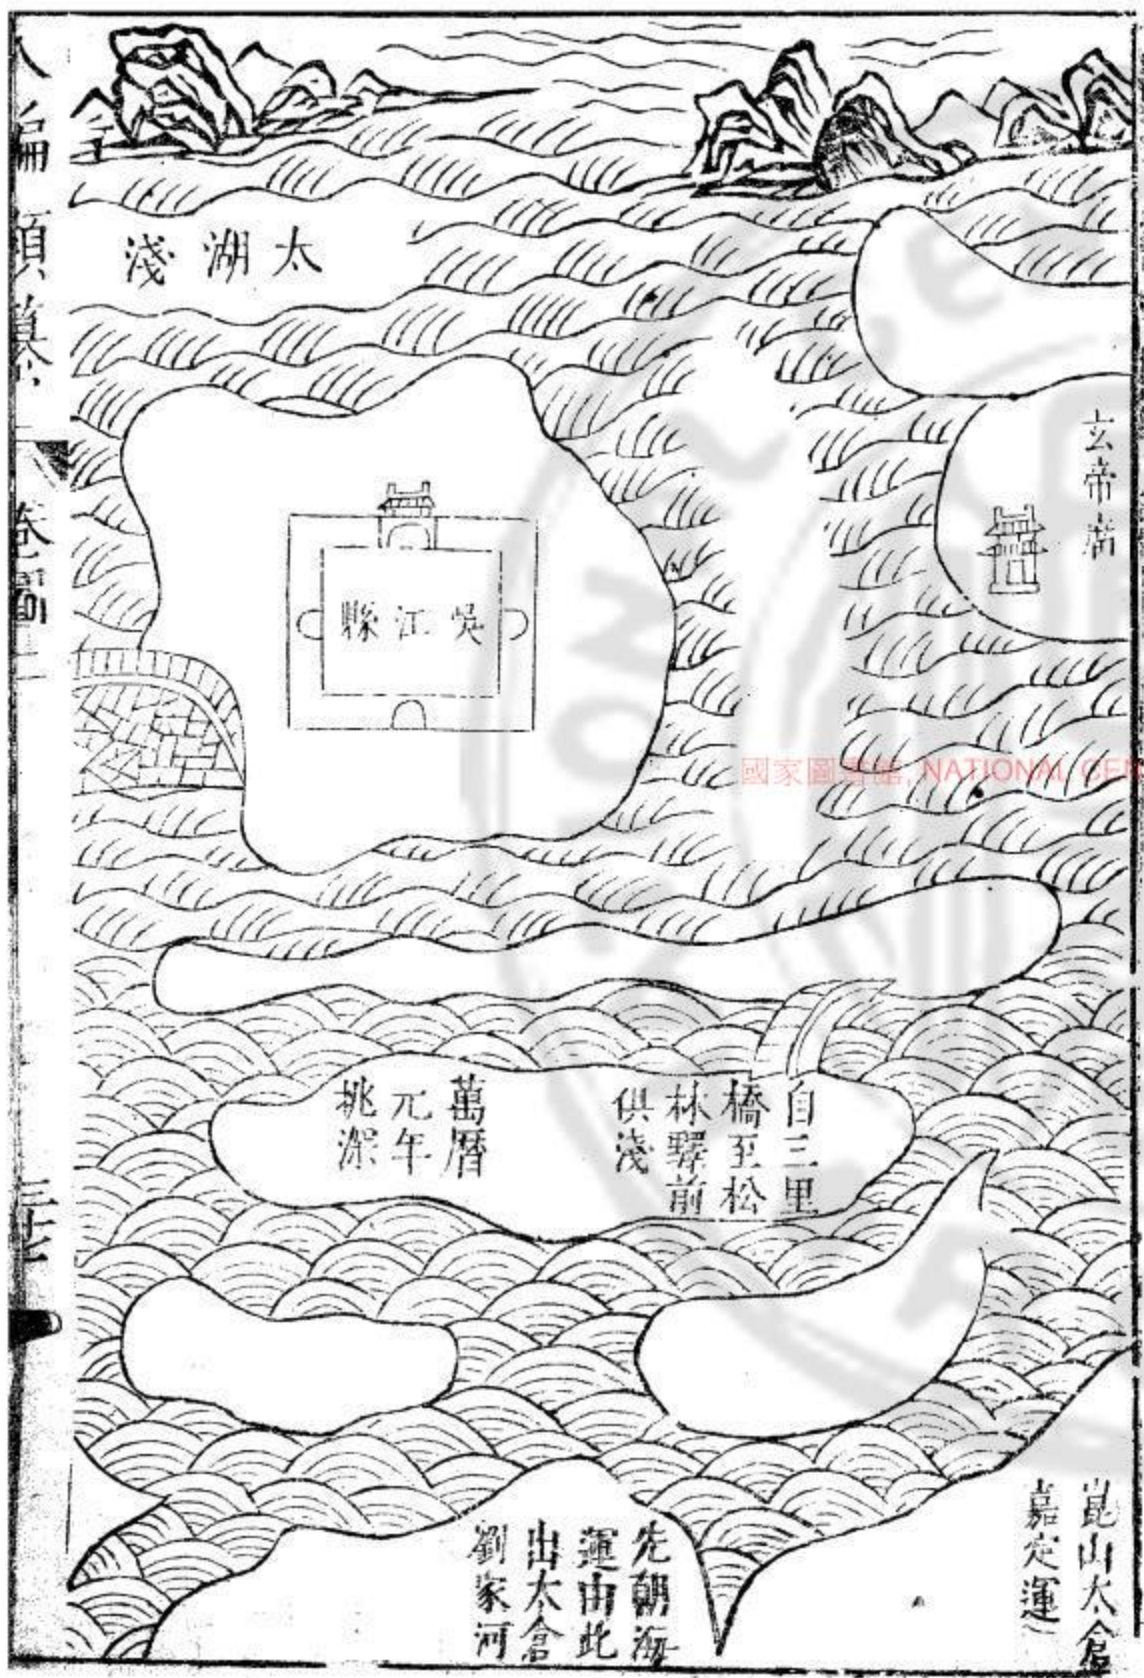 太湖淺
玄帝廟
吳江縣
國家圖書館 NATIONAL CEN
自三里
橋至松
林驛前
俱淺
萬曆
元年
挑深
崑山太倉
嘉定運
先朝海
運由此
出太倉
劉家河